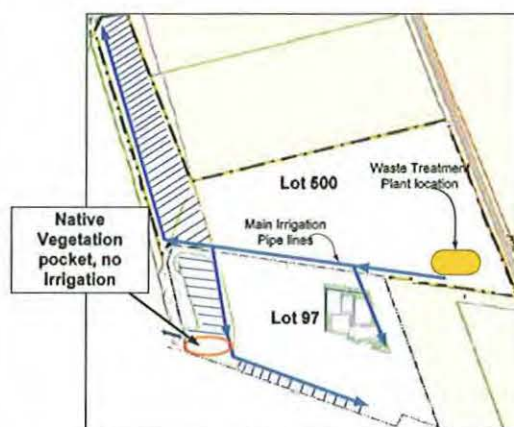 Waste Treatment
Plant location
Lot 500
Main Irrigation
Pipe lines
Native
Vegetation
pocket, no
Irrigation
Lot 97